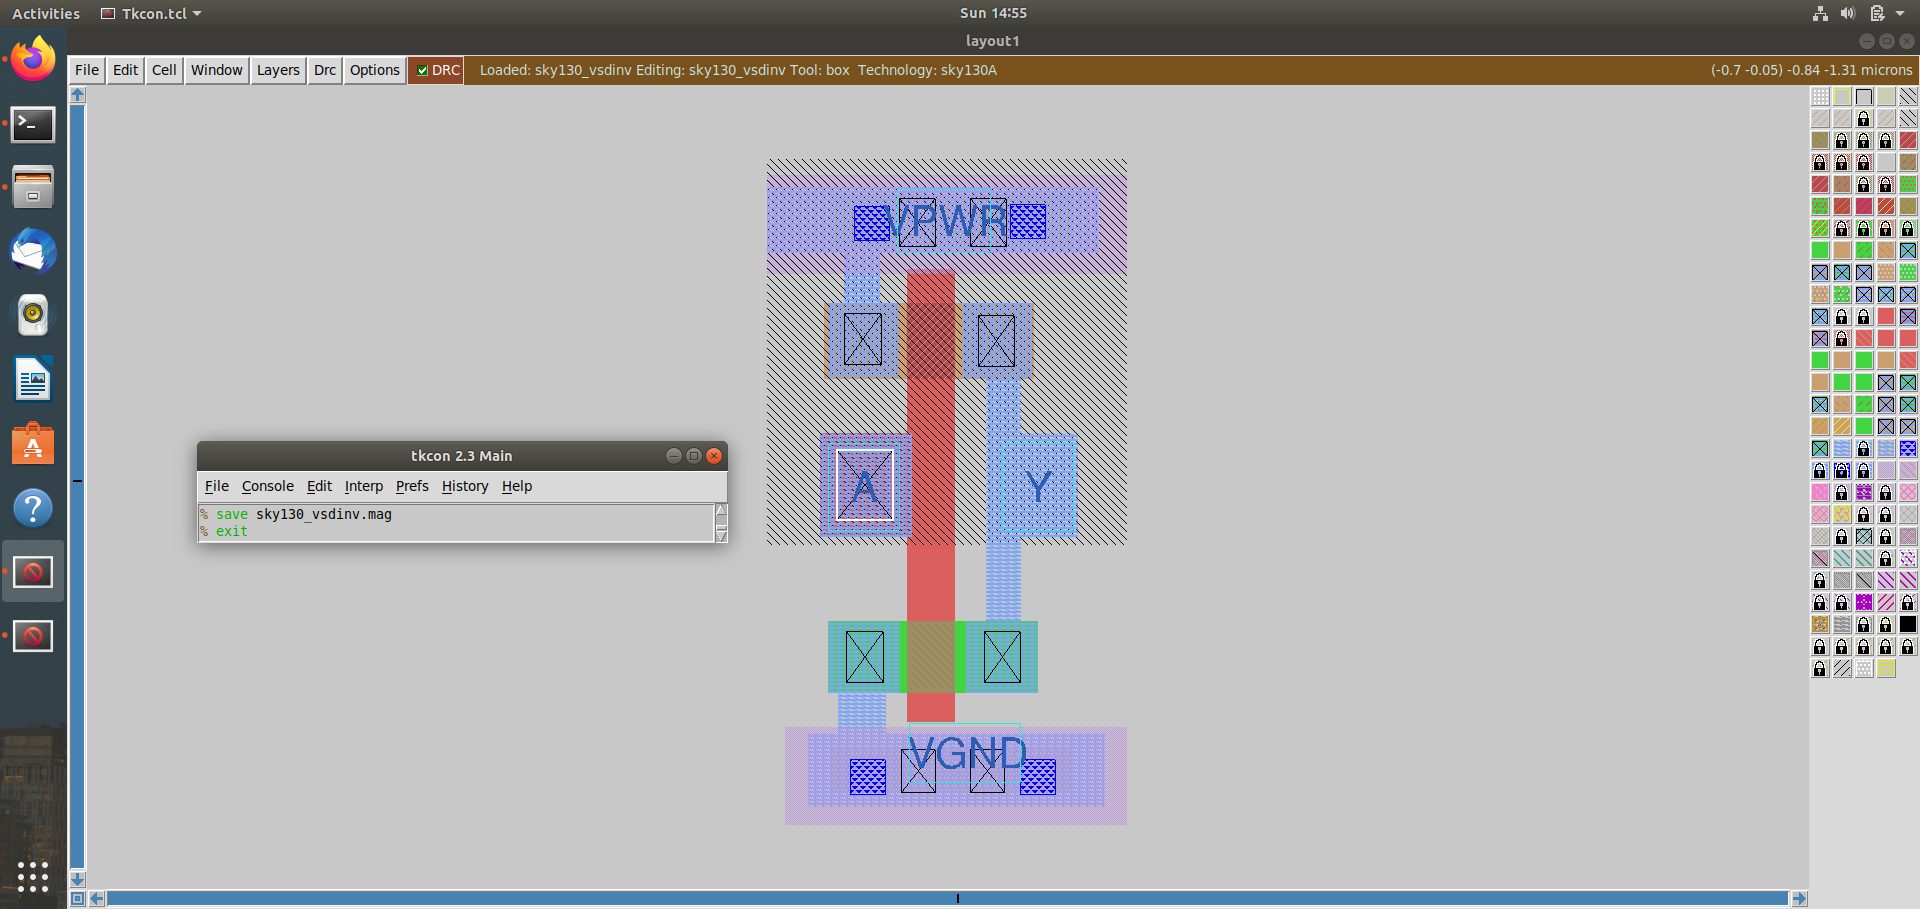 Activities Tkcon.tcl Sun 14:55
layout1
File Edit Cell Window Layers Drc Options DRC Loaded: sky130_vsdinv Editing: sky130_vsdinv Tool: box Technology: sky130A (-0.7 -0.05) -0.84 -1.31 microns
VPWR
A
Y
tkcon 2.3 Main
File Console Edit Interp Prefs History Help
% save sky130_vsdinv.mag
% exit
VGND